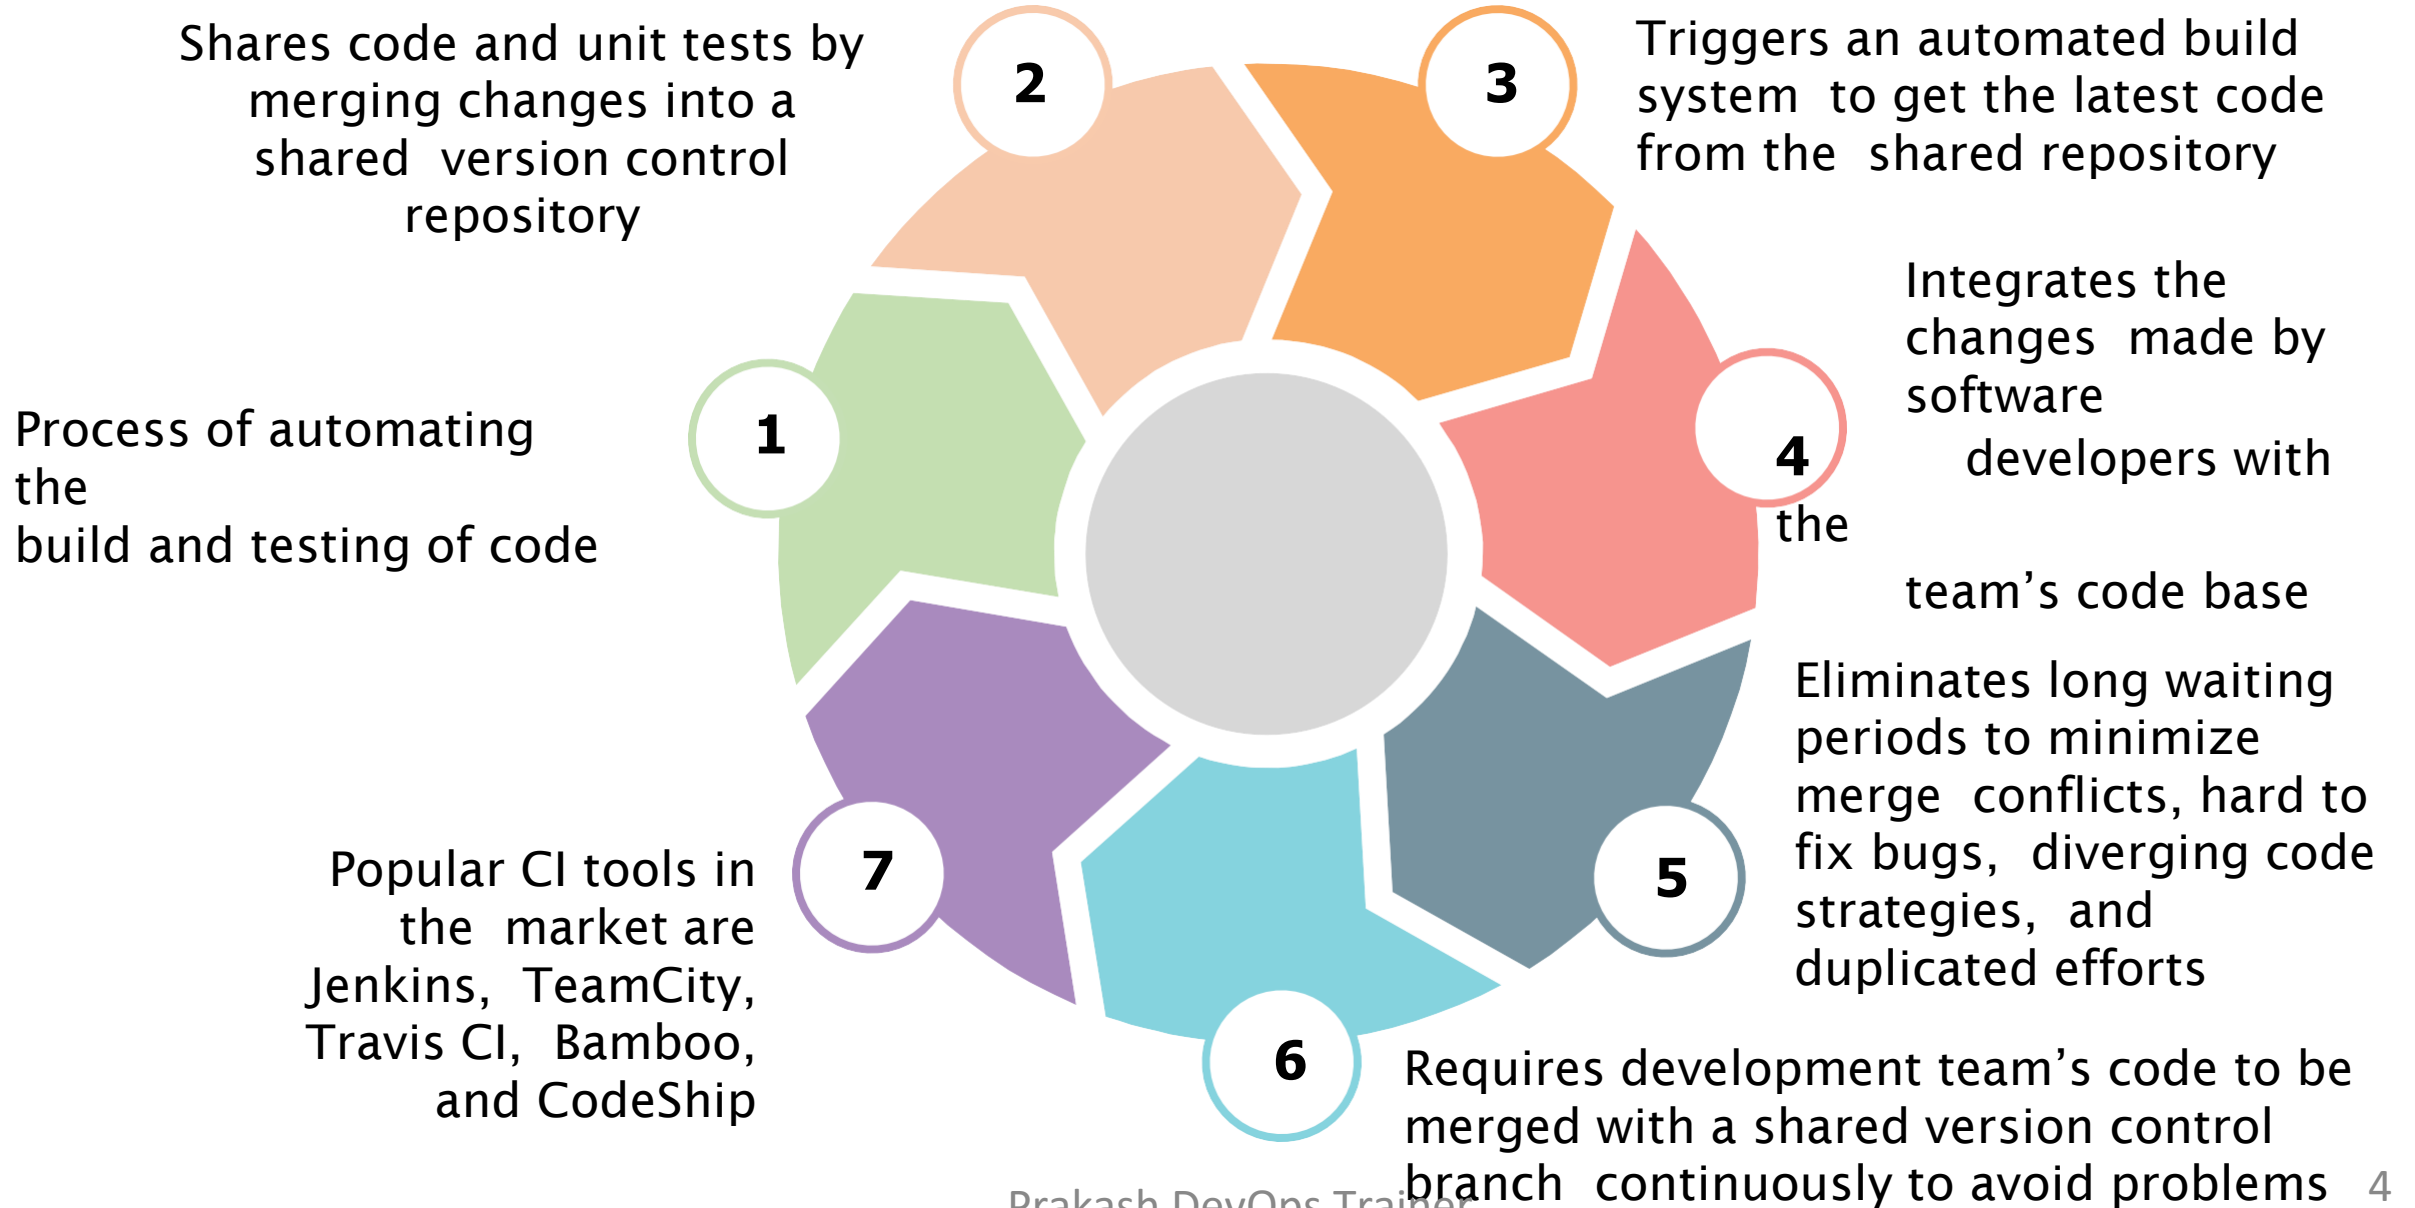 1
Process of automating
the
build and testing of code
2
Shares code and unit tests by
merging changes into a
shared version control
repository
3
Triggers an automated build
system to get the latest code
from the shared repository
4
Integrates the
changes made by
software
developers with
the
team’s code base
5
Eliminates long waiting
periods to minimize
merge conflicts, hard to
fix bugs, diverging code
strategies, and
duplicated efforts
6
Requires development team’s code to be
merged with a shared version control
branch continuously to avoid problems
7
Popular CI tools in
the market are
Jenkins, TeamCity,
Travis CI, Bamboo,
and CodeShip
Prakash DevOps Trainer
4